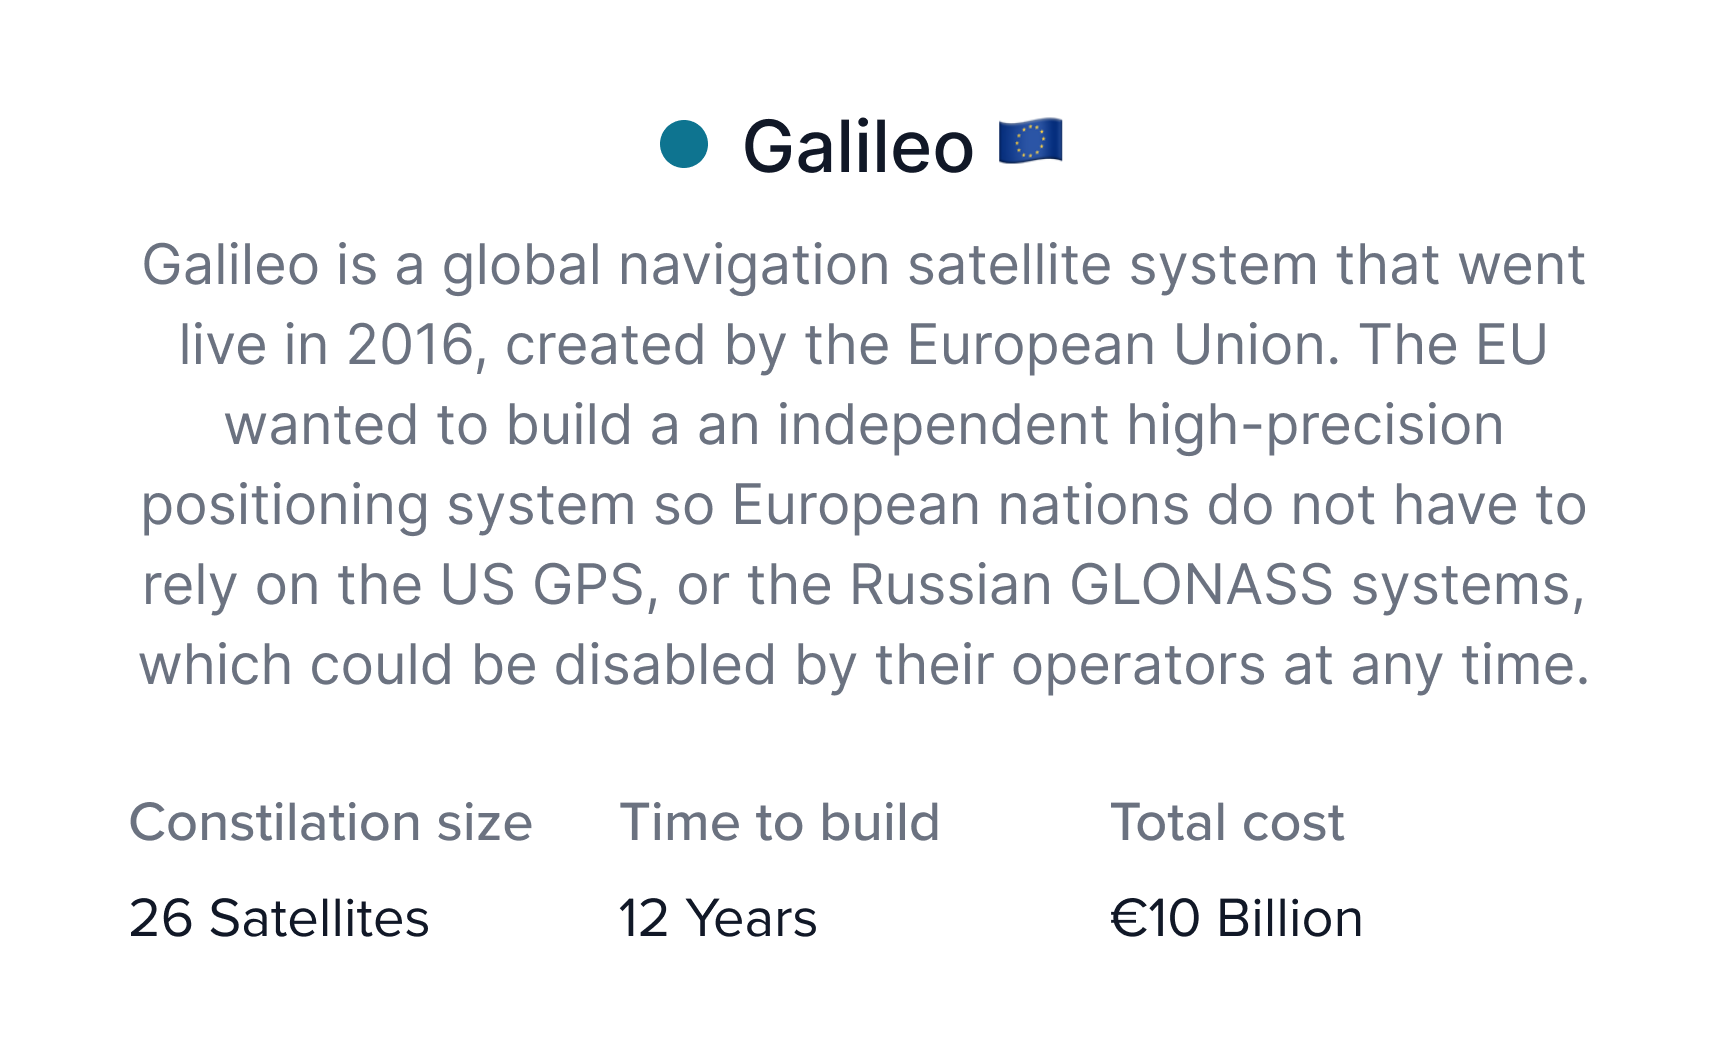 Galileo 🇪🇺
Galileo is a global navigation satellite system that went
live in 2016, created by the European Union. The EU
wanted to build a an independent high-precision
positioning system so European nations do not have to
rely on the US GPS, or the Russian GLONASS systems,
which could be disabled by their operators at any time.
Constilation size
26 Satellites
Time to build
12 Years
Total cost
€10 Billion